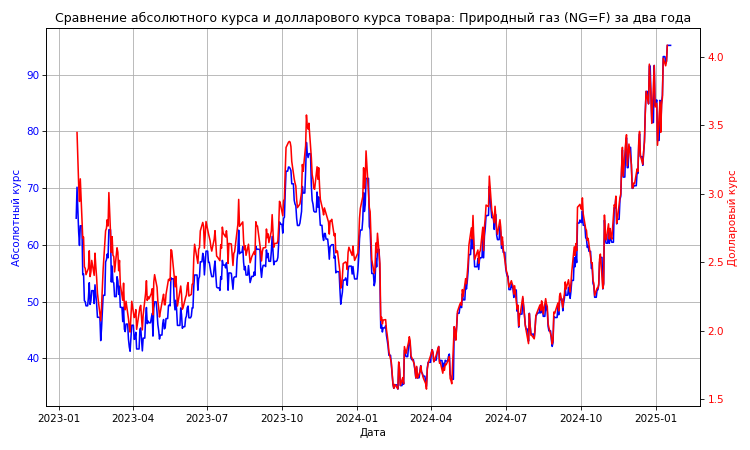 Сравнение абсолютного курса и долларового курса товара: Природный газ (NG=F) за два года
Абсолютный курс
90
80
70
60
50
40
4.0
3.5
3.0
2.5
2.0
1.5
Долларовый курс
2023-01 2023-04 2023-07 2023-10 2024-01 2024-04 2024-07 2024-10 2025-01
Дата